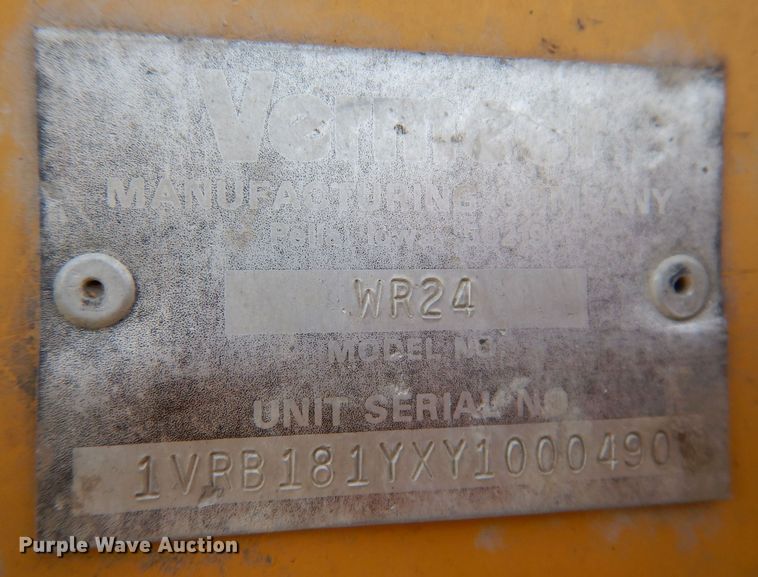 Vermeer
MANUFACTURING COMPANY
Pella, Iowa 50219
WR24
MODEL NO
UNIT SERIAL NO
1VRB181YXY1000490
Purple Wave Auction